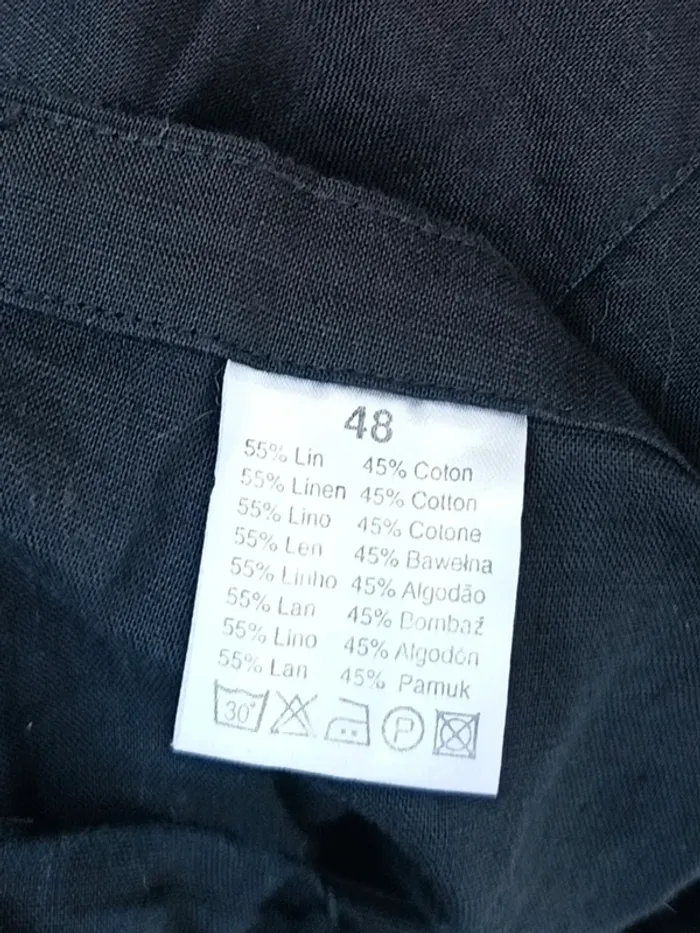 48
55% Lin 45% Coton
55% Linen 45% Cotton
55% Lino 45% Cotone
55% Len 45% Bawełna
55% Linho 45% Algodão
55% Lan 45% Bombaž
55% Lino 45% Algodón
55% Lan 45% Pamuk
30° P